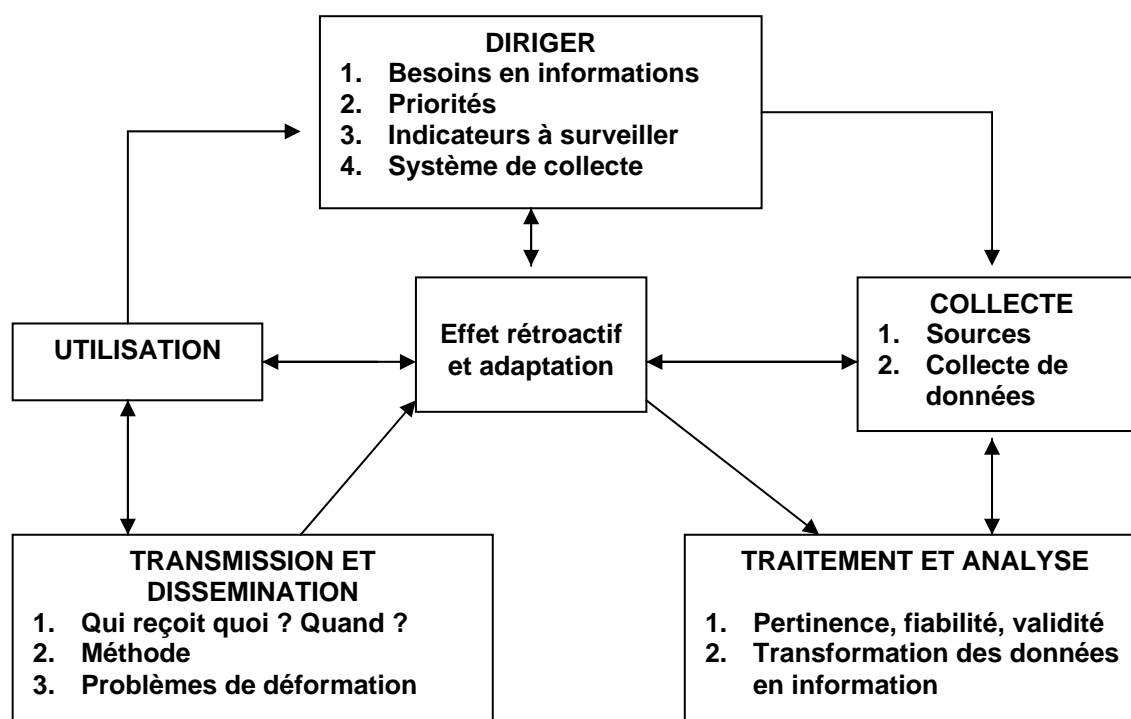 DIRIGER
1. Besoins en informations
2. Priorités
3. Indicateurs à surveiller
4. Système de collecte
UTILISATION
Effet rétroactif
et adaptation
COLLECTE
1. Sources
2. Collecte de
données
TRANSMISSION ET
DISSEMINATION
1. Qui reçoit quoi ? Quand ?
2. Méthode
3. Problèmes de déformation
TRAITEMENT ET ANALYSE
1. Pertinence, fiabilité, validité
2. Transformation des données
en information